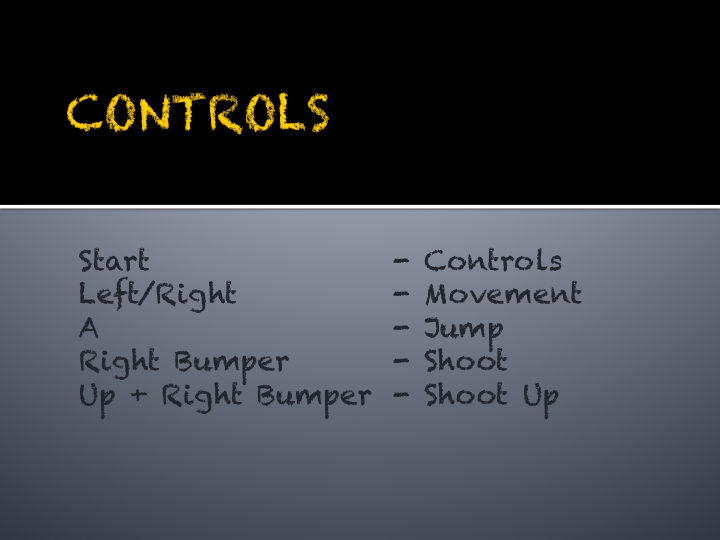 CONTROLS
Start - Controls
Left/Right - Movement
A - Jump
Right Bumper - Shoot
Up + Right Bumper - Shoot Up